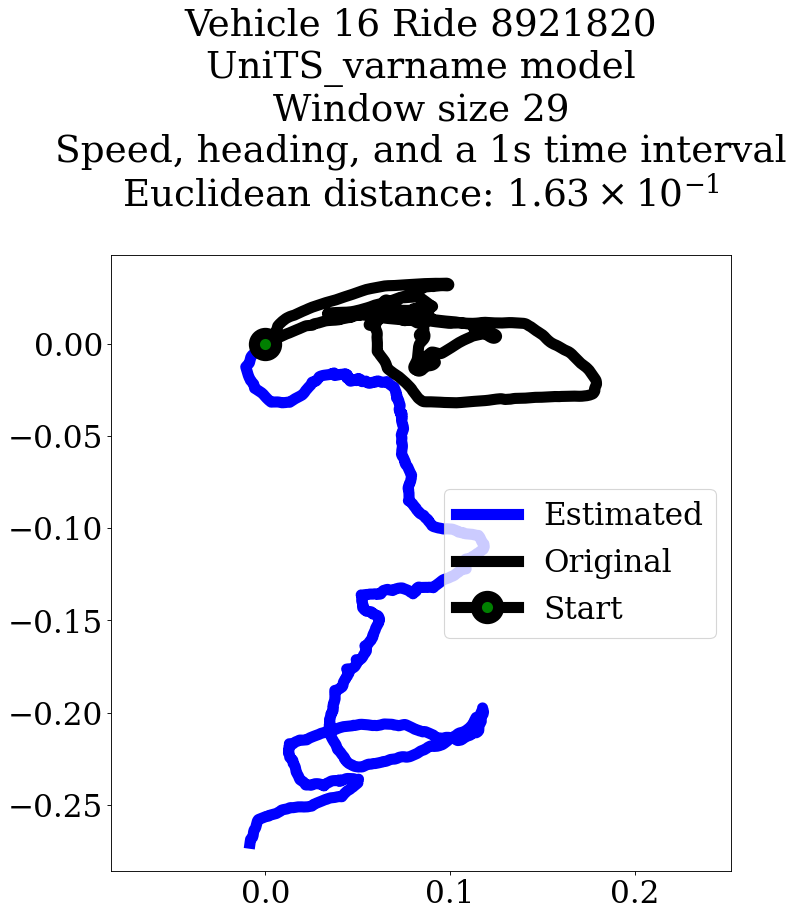 Vehicle 16 Ride 8921820
UniTS_varname model
Window size 29
Speed, heading, and a 1s time interval
Euclidean distance: 1.63 × 10⁻¹
0.00
−0.05
−0.10
−0.15
−0.20
−0.25
Estimated
Original
Start
0.0 0.1 0.2